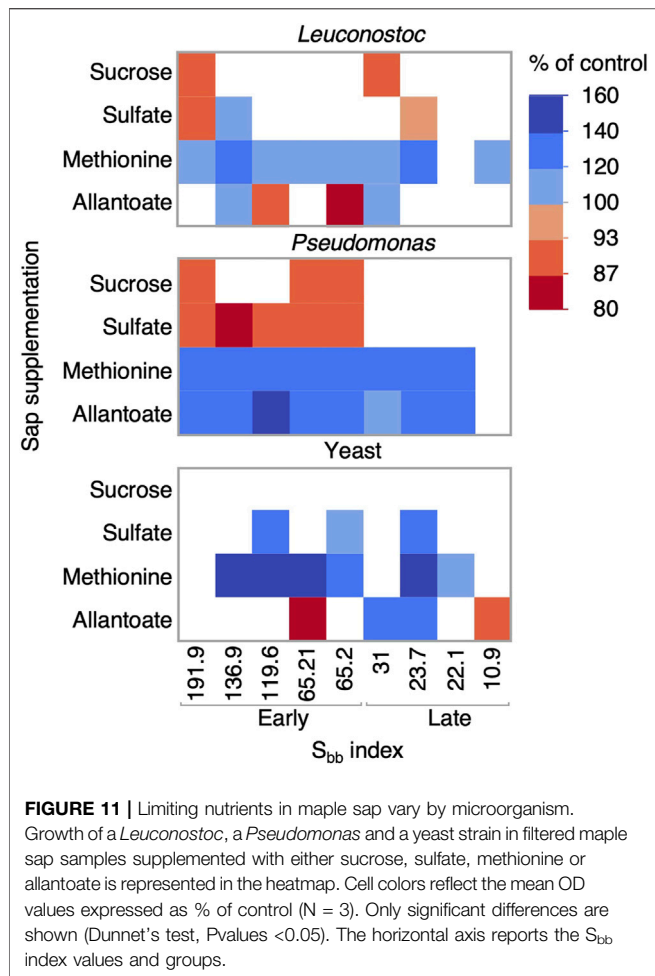 Leuconostoc
% of control
Sucrose
Sulfate
Methionine
Allantoate
160
140
120
100
93
87
80
Sap supplementation
Pseudomonas
Sucrose
Sulfate
Methionine
Allantoate
Yeast
Sucrose
Sulfate
Methionine
Allantoate
191.9 136.9 119.6 65.21 65.2 31 23.7 22.1 10.9
Early Late
Sbb index
FIGURE 11 | Limiting nutrients in maple sap vary by microorganism.
Growth of a Leuconostoc, a Pseudomonas and a yeast strain in filtered maple
sap samples supplemented with either sucrose, sulfate, methionine or
allantoate is represented in the heatmap. Cell colors reflect the mean OD
values expressed as % of control (N = 3). Only significant differences are
shown (Dunnet's test, Pvalues <0.05). The horizontal axis reports the Sbb
index values and groups.